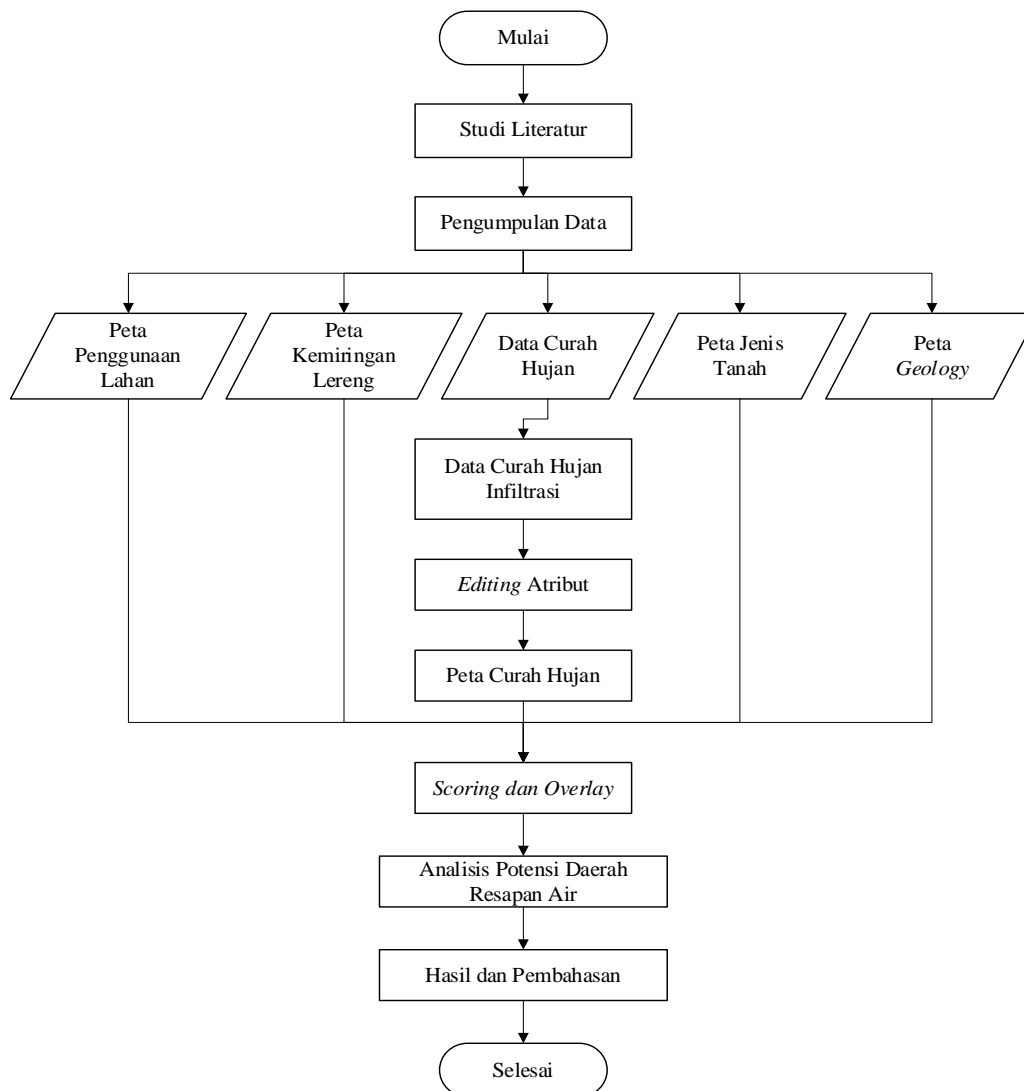 Mulai
Studi Literatur
Pengumpulan Data
Peta
Penggunaan
Lahan
Peta
Kemiringan
Lereng
Data Curah
Hujan
Peta Jenis
Tanah
Peta
Geology
Data Curah Hujan
Infiltrasi
Editing Atribut
Peta Curah Hujan
Scoring dan Overlay
Analisis Potensi Daerah
Resapan Air
Hasil dan Pembahasan
Selesai